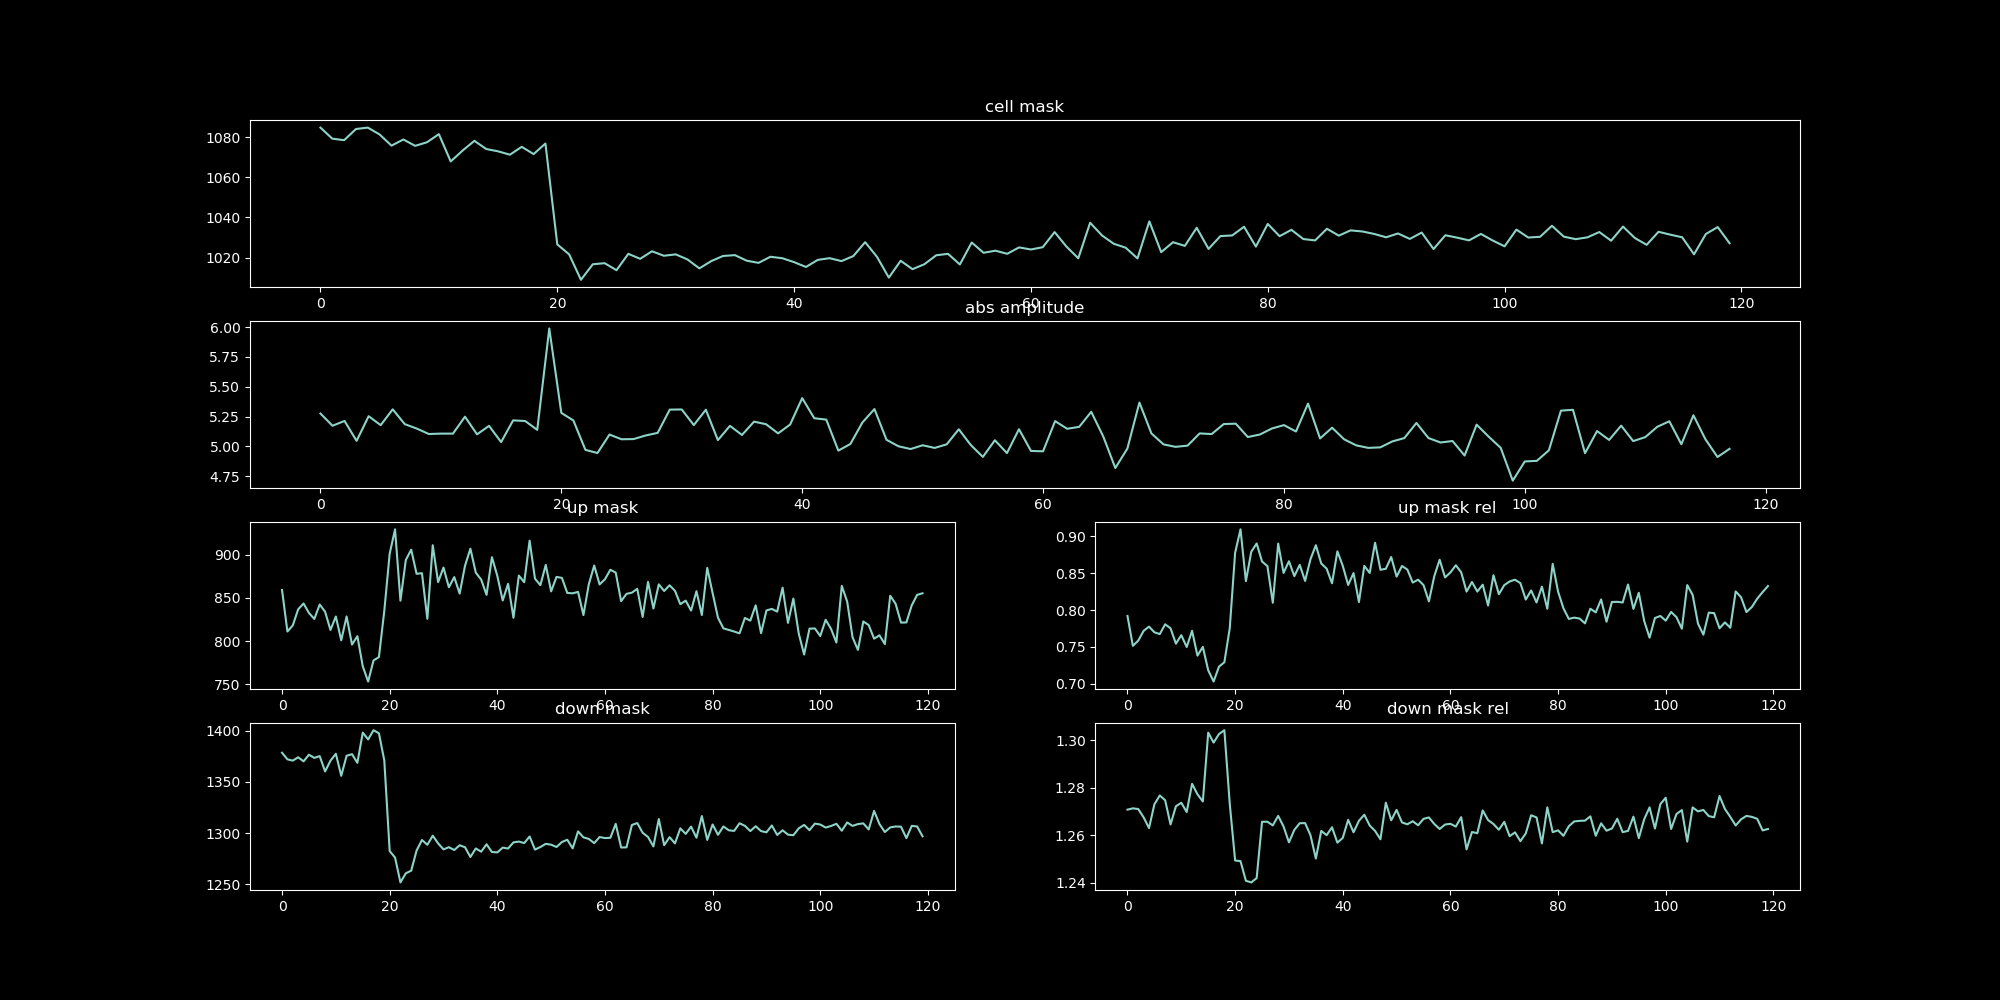 cell mask
1080
1060
1040
1020
0 20 40 60 80 100 120
abs amplitude
6.00
5.75
5.50
5.25
5.00
4.75
0 20 40 60 80 100 120
up mask
900
850
800
750
0 20 40 60 80 100 120
up mask rel
0.90
0.85
0.80
0.75
0.70
0 20 40 60 80 100 120
down mask
1400
1350
1300
1250
0 20 40 60 80 100 120
down mask rel
1.30
1.28
1.26
1.24
0 20 40 60 80 100 120